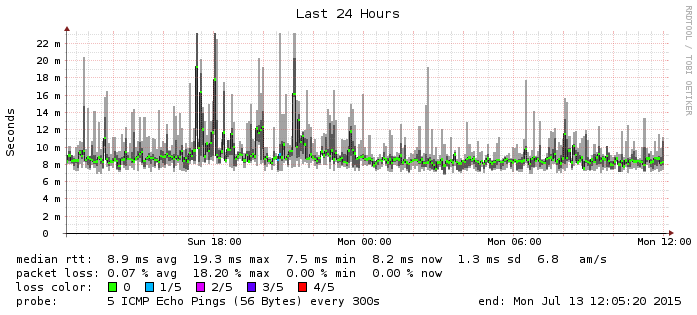 Last 24 Hours
RRDTOOL / TOBI OETIKER
Seconds
22 m
20 m
18 m
16 m
14 m
12 m
10 m
8 m
6 m
4 m
2 m
0
Sun 18:00 Mon 00:00 Mon 06:00 Mon 12:00
median rtt: 8.9 ms avg 19.3 ms max 7.5 ms min 8.2 ms now 1.3 ms sd 6.8 am/s
packet loss: 0.07 % avg 18.20 % max 0.00 % min 0.00 % now
loss color: 0 1/5 2/5 3/5 4/5
probe: 5 ICMP Echo Pings (56 Bytes) every 300s end: Mon Jul 13 12:05:20 2015